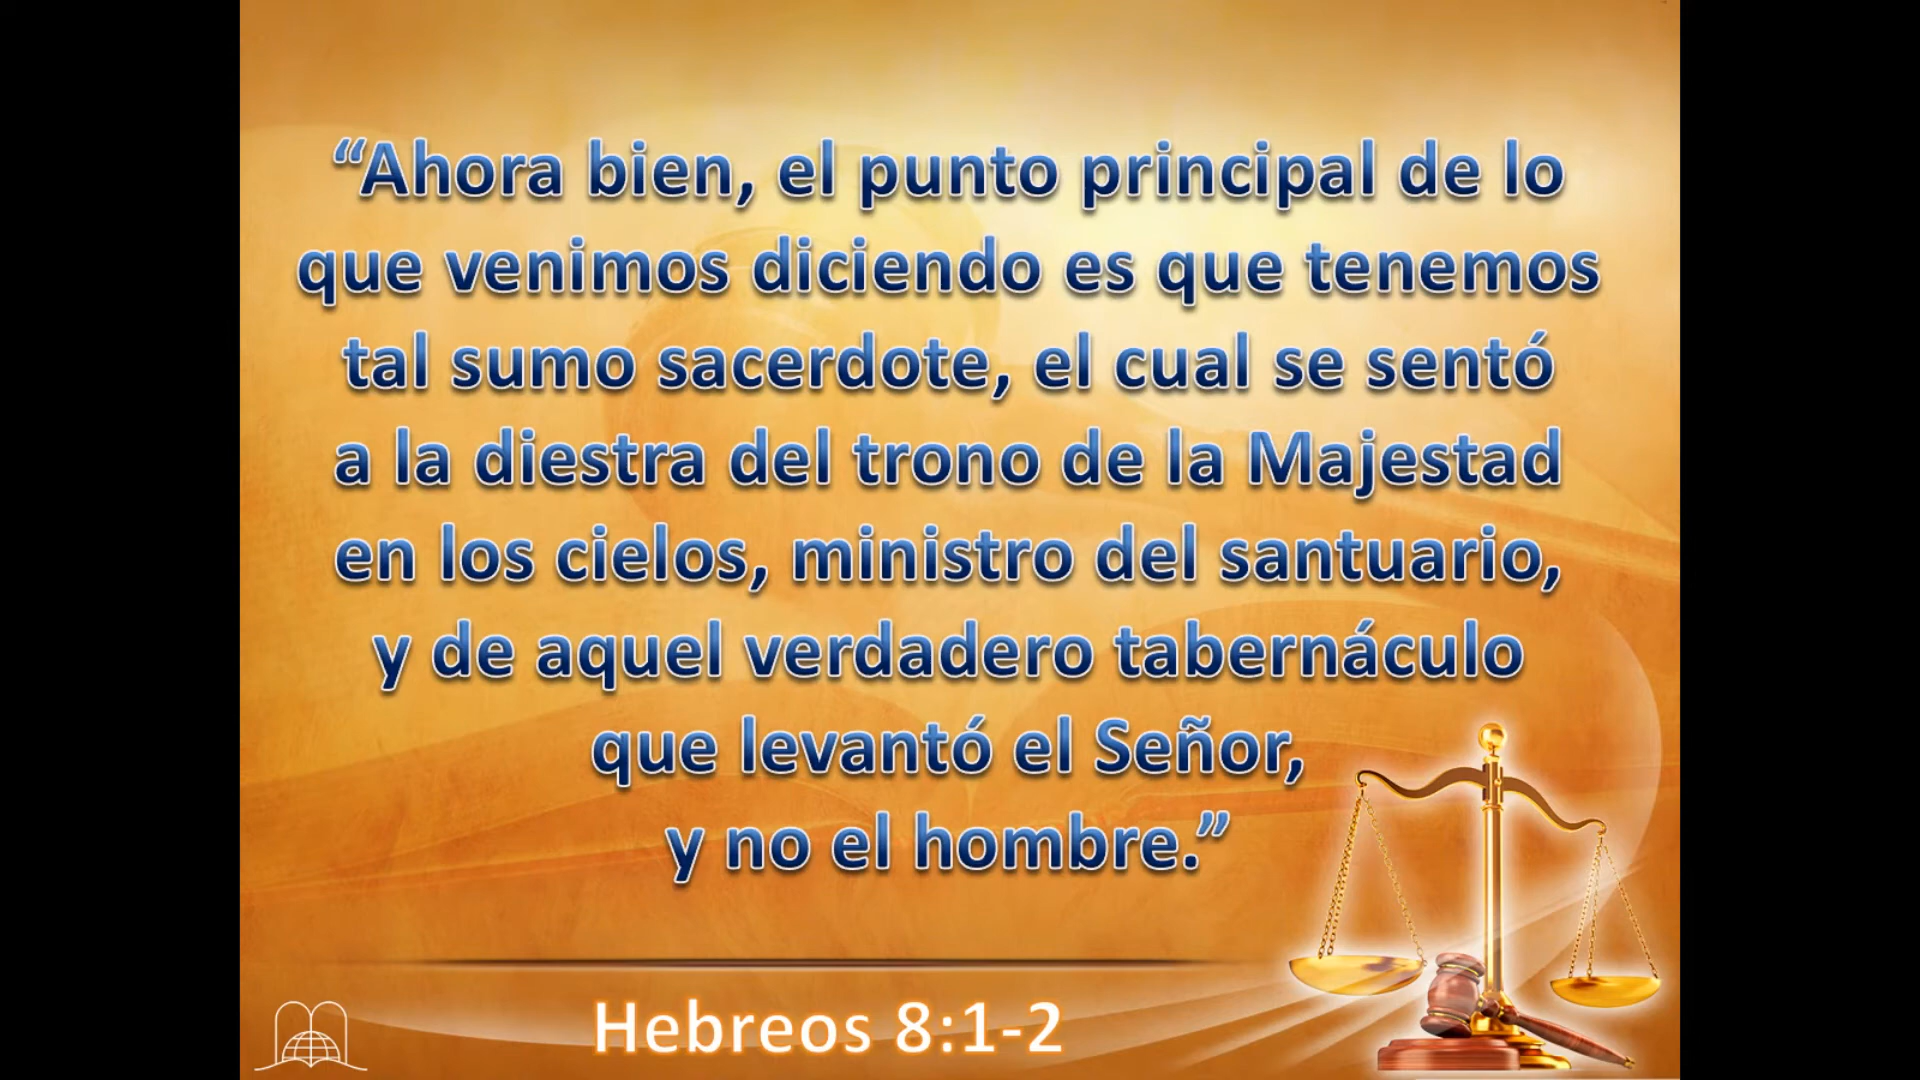 “Ahora bien, el punto principal de lo
que venimos diciendo es que tenemos
tal sumo sacerdote, el cual se sentó
a la diestra del trono de la Majestad
en los cielos, ministro del santuario,
y de aquel verdadero tabernáculo
que levantó el Señor,
y no el hombre.”
Hebreos 8:1-2